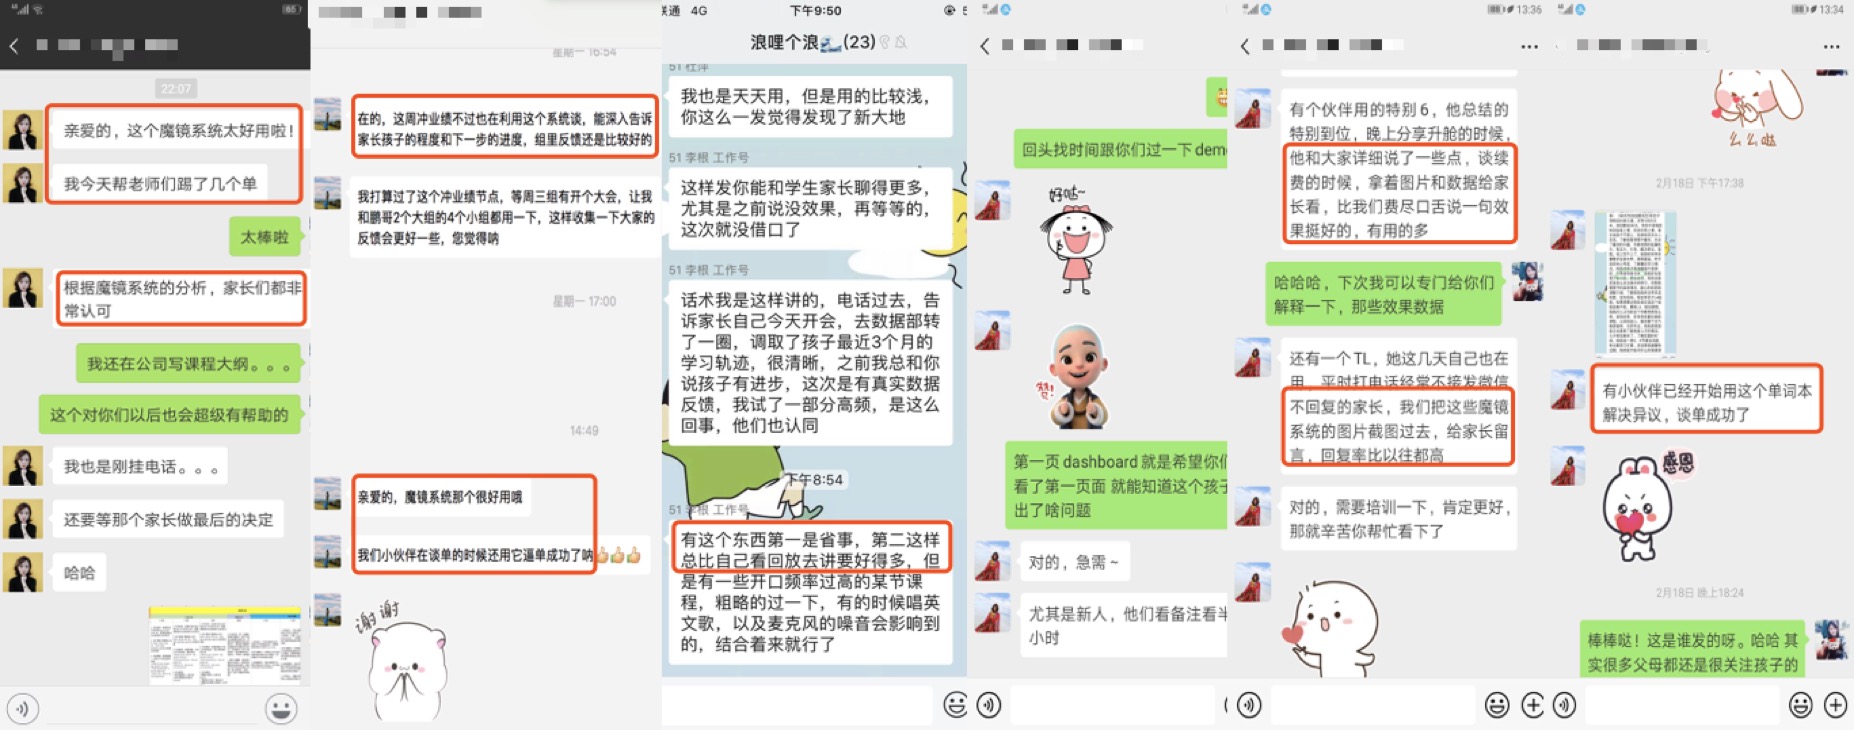 22:07
亲爱的，这个魔镜系统太好用啦！
我今天帮老师们踢了几个单
太棒啦
根据魔镜系统的分析，家长们都非
常认可
我还在公司写课程大纲。。。
这个对你们以后也会超级有帮助的
我也是刚挂电话。。。
还要等那个家长做最后的决定
哈哈
星期一 16:54
在的，这周冲业绩不过也在利用这个系统谈，能深入告诉
家长孩子的程度和下一步的进度，组里反馈还是比较好的
我打算过了这个冲业绩节点，等周三组有开个大会，让我
和鹏哥2个大组的4个小组都用一下，这样收集一下大家的
反馈会更好一些，您觉得呐
星期一 17:00
14:49
亲爱的，魔镜系统那个很好用哦
我们小伙伴在谈单的时候还用它逼单成功了呐
谢谢
联通 4G
下午9:50
浪哩个浪(23)
51 杜萍
我也是天天用，但是用的比较浅，
你这么一发觉得发现了新大地
51 李根 工作号
这样发你能和学生家长聊得更多，
尤其是之前说没效果，再等等的，
这次就没借口了
51 李根 工作号
话术我是这样讲的，电话过去，告
诉家长自己今天开会，去数据部转
了一圈，调取了孩子最近3个月的
学习轨迹，很清晰，之前我总和你
说孩子有进步，这次是有真实数据
反馈，我试了一部分高频，是这么
回事，他们也认同
下午8:54
51 李根 工作号
有这个东西第一是省事，第二这样
总比自己看回放去讲要好得多，但
是有一些开口频率过高的某节课
程，粗略的过一下，有的时候唱英
文歌，以及麦克风的噪音会影响到
的，结合着来就行了
回头找时间跟你们过一下dem
好哒~
赞!
第一页dashboard就是希望你们
看了第一页面 就能知道这个孩子
出了啥问题
对的，急需~
尤其是新人，他们看备注看半
小时
13:36
有个伙伴用的特别6，他总结的
特别到位，晚上分享升舱的时候，
他和大家详细说了一些点，谈续
费的时候，拿着图片和数据给家
长看，比我们费尽口舌说一句效
果挺好的，有用的多
哈哈哈，下次我可以专门给你们
解释一下，那些效果数据
还有一个TL，她这几天自己也在
用，平时打电话经常不接发微信
不回复的家长，我们把这些魔镜
系统的图片截图过去，给家长留
言，回复率比以往都高
对的，需要培训一下，肯定更好，
那就辛苦你帮忙看下了
13:34
么么哒
2月18日 下午17:38
有小伙伴已经开始用这个单词本
解决异议，谈单成功了
感恩
2月18日 晚上18:24
棒棒哒！这是谁发的呀。哈哈 其
实很多父母都还是很关注孩子的